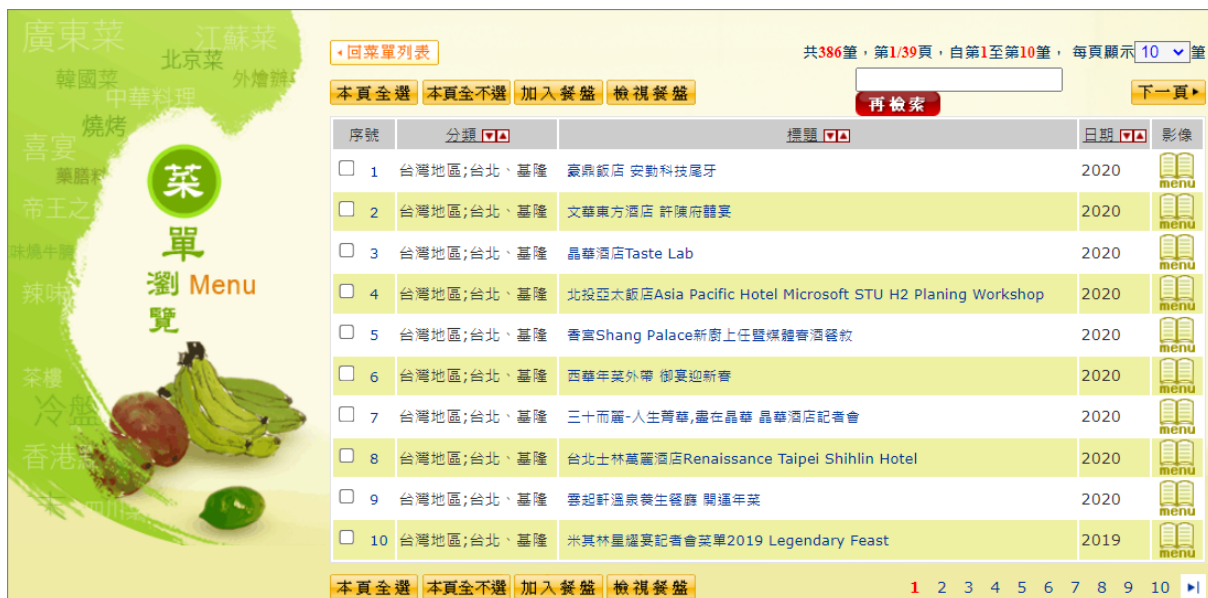 廣東菜
江蘇菜
北京菜
韓國菜
外燴辦
中華料理
燒烤
喜宴
藥膳料
帝王之
味燒牛腩
辣味
茶樓
冷盤
香港
四川菜
菜單瀏覽 Menu
回菜單列表
共386筆，第1/39頁，自第1至第10筆， 每頁顯示 10 筆
本頁全選 本頁全不選 加入餐盤 檢視餐盤 再檢索 下一頁
序號 分類 標題 日期 影像
1 台灣地區;台北、基隆 豪鼎飯店 安勤科技尾牙 2020 menu
2 台灣地區;台北、基隆 文華東方酒店 許陳府囍宴 2020 menu
3 台灣地區;台北、基隆 晶華酒店Taste Lab 2020 menu
4 台灣地區;台北、基隆 北投亞太飯店Asia Pacific Hotel Microsoft STU H2 Planing Workshop 2020 menu
5 台灣地區;台北、基隆 香宮Shang Palace新廚上任暨媒體春酒餐敘 2020 menu
6 台灣地區;台北、基隆 西華年菜外帶 御宴迎新春 2020 menu
7 台灣地區;台北、基隆 三十而麗-人生菁華,盡在晶華 晶華酒店記者會 2020 menu
8 台灣地區;台北、基隆 台北士林萬麗酒店Renaissance Taipei Shihlin Hotel 2020 menu
9 台灣地區;台北、基隆 雲起軒溫泉養生餐廳 開運年菜 2020 menu
10 台灣地區;台北、基隆 米其林星耀宴記者會菜單2019 Legendary Feast 2019 menu
本頁全選 本頁全不選 加入餐盤 檢視餐盤 1 2 3 4 5 6 7 8 9 10